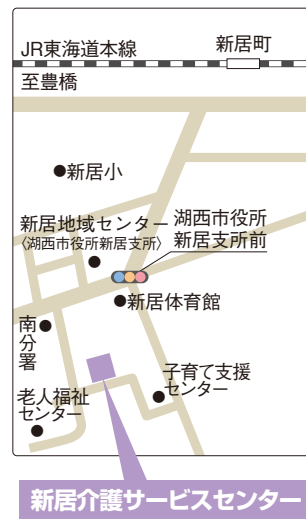 JR東海道本線
新居町
至豊橋
●新居小
新居地域センター
〈湖西市役所新居支所〉
湖西市役所
新居支所前
●新居体育館
南分署
子育て支援
センター
老人福祉
センター
新居介護サービスセンター